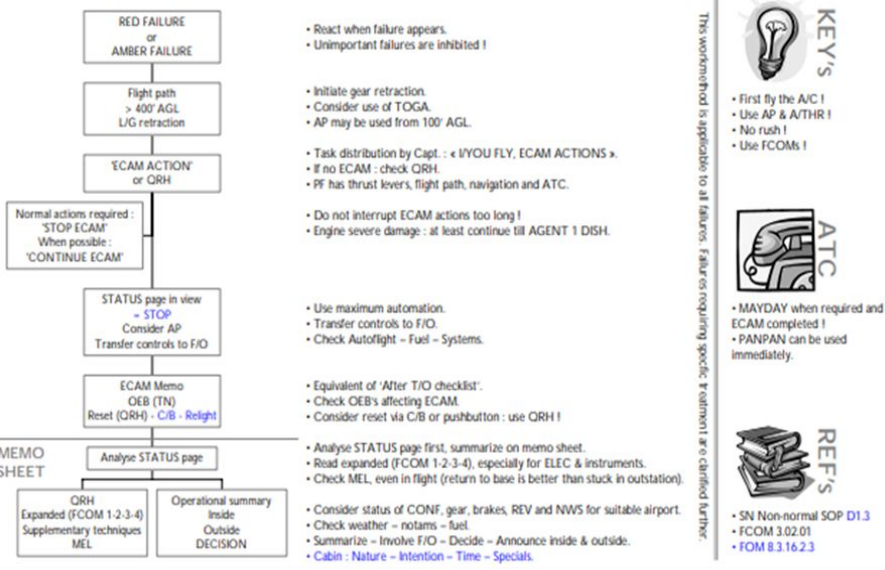 RED FAILURE
or
AMBER FAILURE
• React when failure appears.
• Unimportant failures are inhibited !
Flight path
> 400' AGL
L/G retraction
• Initiate gear retraction.
• Consider use of TOGA.
• AP may be used from 100' AGL.
'ECAM ACTION'
or QRH
• Task distribution by Capt. : « I/YOU FLY, ECAM ACTIONS ».
• If no ECAM : check QRH.
• PF has thrust levers, flight path, navigation and ATC.
Normal actions required :
'STOP ECAM'
When possible :
'CONTINUE ECAM'
• Do not interrupt ECAM actions too long !
• Engine severe damage : at least continue till AGENT 1 DISH.
STATUS page in view
= STOP
Consider AP
Transfer controls to F/O
• Use maximum automation.
• Transfer controls to F/O.
• Check Autoflight – Fuel – Systems.
ECAM Memo
OEB (TN)
Reset (QRH) - C/B - Relight
• Equivalent of 'After T/O checklist'.
• Check OEB's affecting ECAM.
• Consider reset via C/B or pushbutton : use QRH !
MEMO
SHEET
Analyse STATUS page
• Analyse STATUS page first, summarize on memo sheet.
• Read expanded (FCOM 1-2-3-4), especially for ELEC & instruments.
• Check MEL, even in flight (return to base is better than stuck in outstation).
QRH
Expanded (FCOM 1-2-3-4)
Supplementary techniques
MEL
Operational summary
Inside
Outside
DECISION
• Consider status of CONF, gear, brakes, REV and NWS for suitable airport.
• Check weather – notams – fuel.
• Summarize – Involve F/O – Decide – Announce inside & outside.
• Cabin : Nature – Intention – Time – Specials.
This workmethod is applicable to all failures. Failures requiring specific treatment are clarified further.
KEY's
• First fly the A/C !
• Use AP & A/THR !
• No rush !
• Use FCOMs !
ATC
• MAYDAY when required and
ECAM completed !
• PANPAN can be used
immediately.
REF's
• SN Non-normal SOP D1.3
• FCOM 3.02.01
• FOM 8.3.16.2.3